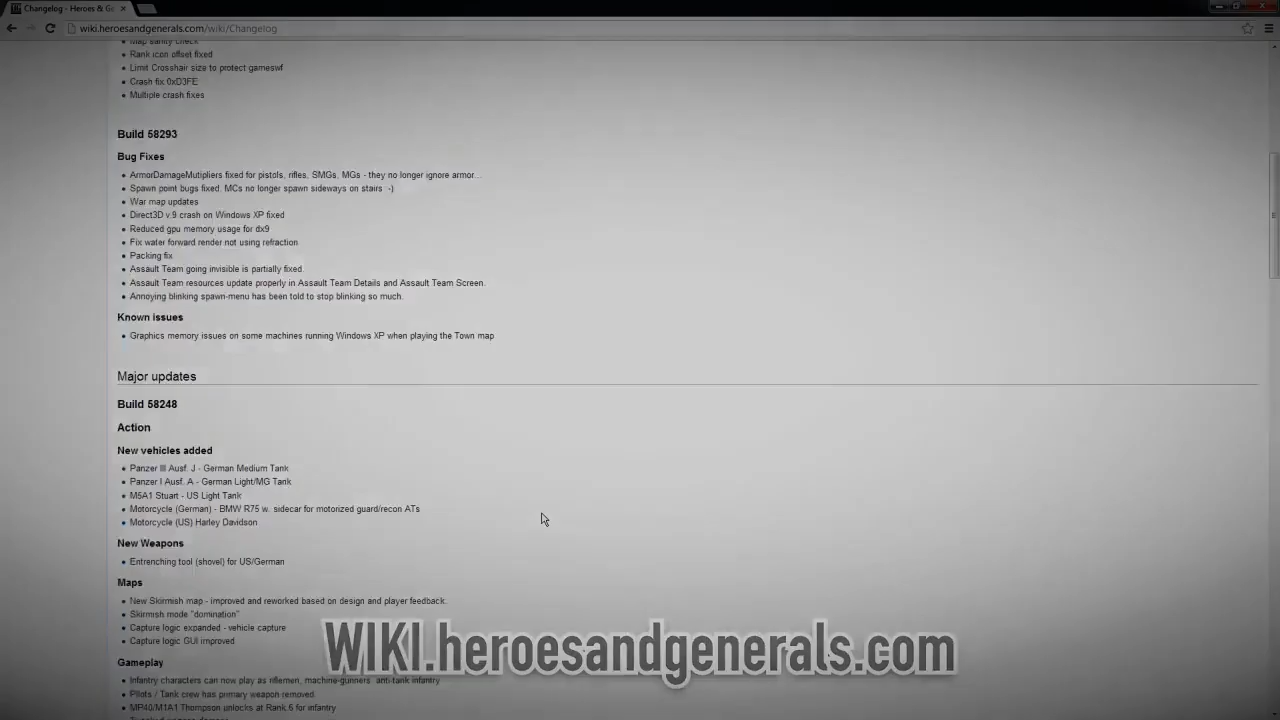 Changelog - Heroes & Ge
wiki.heroesandgenerals.com/wiki/Changelog
Map sanity check
Rank icon offset fixed
Limit Crosshair size to protect gameswf
Crash fix 0xD3FE
Multiple crash fixes
Build 58293
Bug Fixes
ArmorDamageMutipliers fixed for pistols, rifles, SMGs, MGs - they no longer ignore armor...
Spawn point bugs fixed. MCs no longer spawn sideways on stairs :-)
War map updates
Direct3D v.9 crash on Windows XP fixed
Reduced gpu memory usage for dx9
Fix water forward render not using refraction
Packing fix
Assault Team going invisible is partially fixed.
Assault Team resources update properly in Assault Team Details and Assault Team Screen.
Annoying blinking spawn-menu has been told to stop blinking so much.
Known issues
Graphics memory issues on some machines running Windows XP when playing the Town map
Major updates
Build 58248
Action
New vehicles added
Panzer III Ausf. J - German Medium Tank
Panzer I Ausf. A - German Light/MG Tank
M5A1 Stuart - US Light Tank
Motorcycle (German) - BMW R75 w. sidecar for motorized guard/recon ATs
Motorcycle (US) Harley Davidson
New Weapons
Entrenching tool (shovel) for US/German
Maps
New Skirmish map - improved and reworked based on design and player feedback.
Skirmish mode "domination"
Capture logic expanded - vehicle capture
Capture logic GUI improved
WIKI.heroesandgenerals.com
Gameplay
Infantry characters can now play as riflemen, machine-gunners, anti-tank infantry
Pilots / Tank crew has primary weapon removed.
MP40/M1A1 Thompson unlocks at Rank 6 for infantry